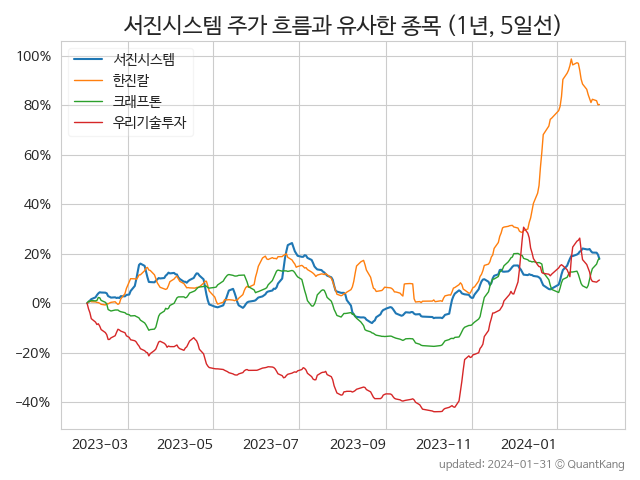 서진시스템 주가 흐름과 유사한 종목 (1년, 5일선)
서진시스템
한진칼
크래프톤
우리기술투자
100%
80%
60%
40%
20%
0%
−20%
−40%
2023-03 2023-05 2023-07 2023-09 2023-11 2024-01
updated: 2024-01-31 © QuantKang